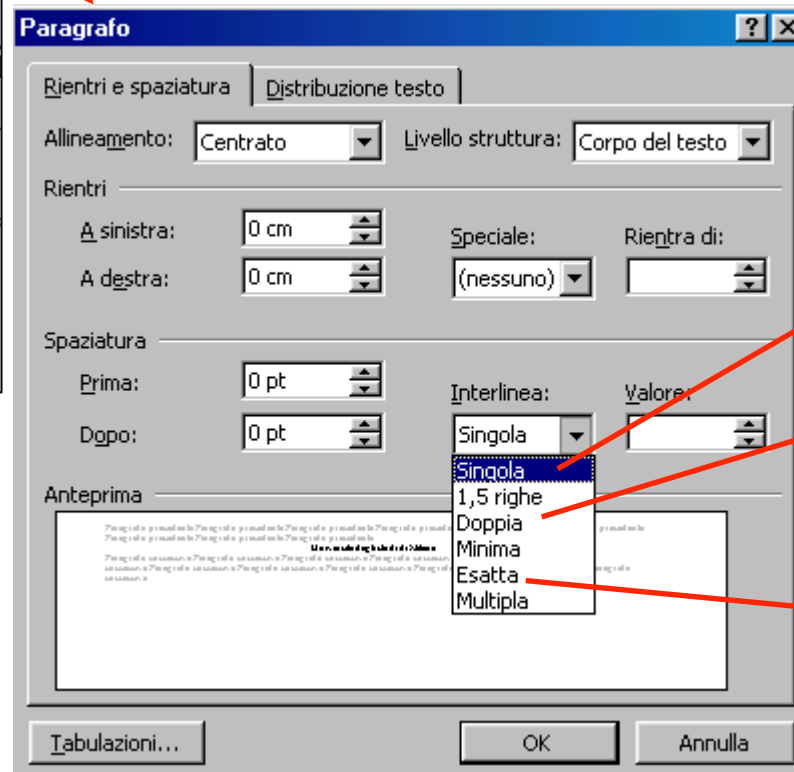 Paragrafo
Rientri e spaziatura Distribuzione testo
Allineamento: Centrato Livello struttura: Corpo del testo
Rientri
A sinistra: 0 cm Speciale: Rientra di:
A destra: 0 cm (nessuno)
Spaziatura
Prima: 0 pt Interlinea: Valore:
Dopo: 0 pt Singola
Singola
1,5 righe
Doppia
Minima
Esatta
Multipla
Anteprima
Tabulazioni... OK Annulla